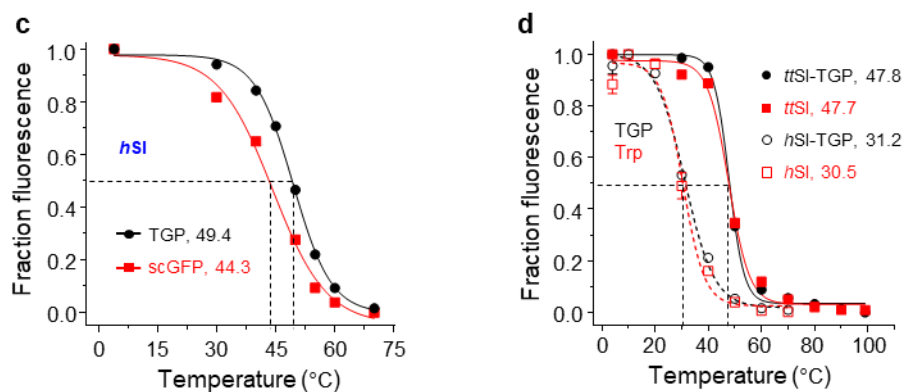 c
Fraction fluorescence
1.0
0.8
0.6
0.4
0.2
0.0
hSI
TGP, 49.4
scGFP, 44.3
0
15
30
45
60
75
Temperature (°C)
d
Fraction fluorescence
1.0
0.8
0.6
0.4
0.2
0.0
TGP
Trp
ttSI-TGP, 47.8
ttSI, 47.7
hSI-TGP, 31.2
hSI, 30.5
0
20
40
60
80
100
Temperature (°C)